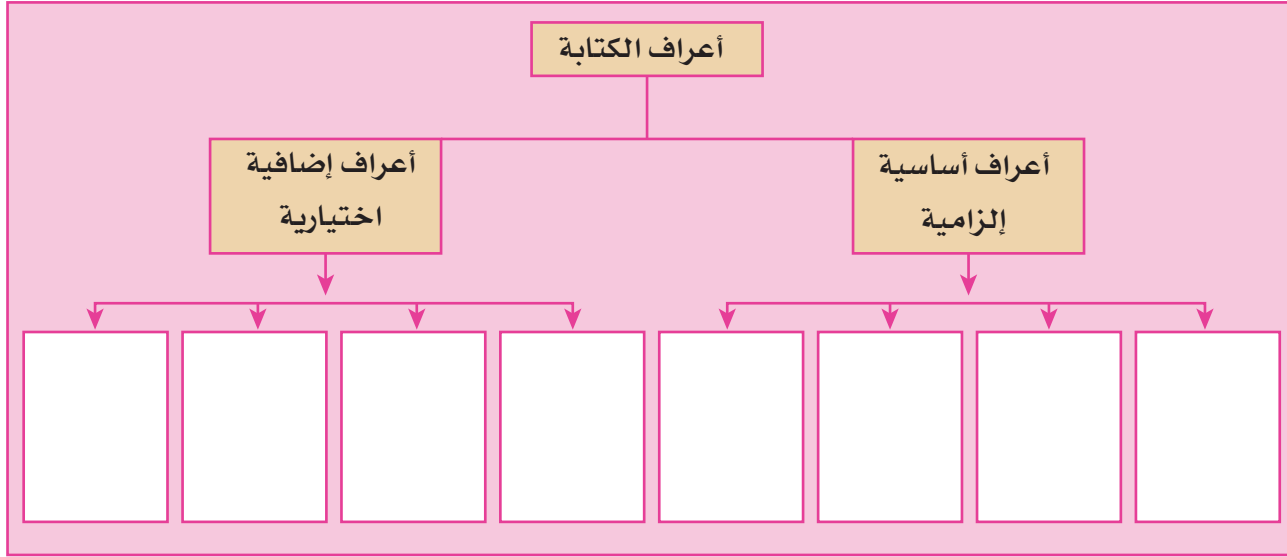 أعراف الكتابة
أعراف أساسية
إلزامية
أعراف إضافية
اختيارية